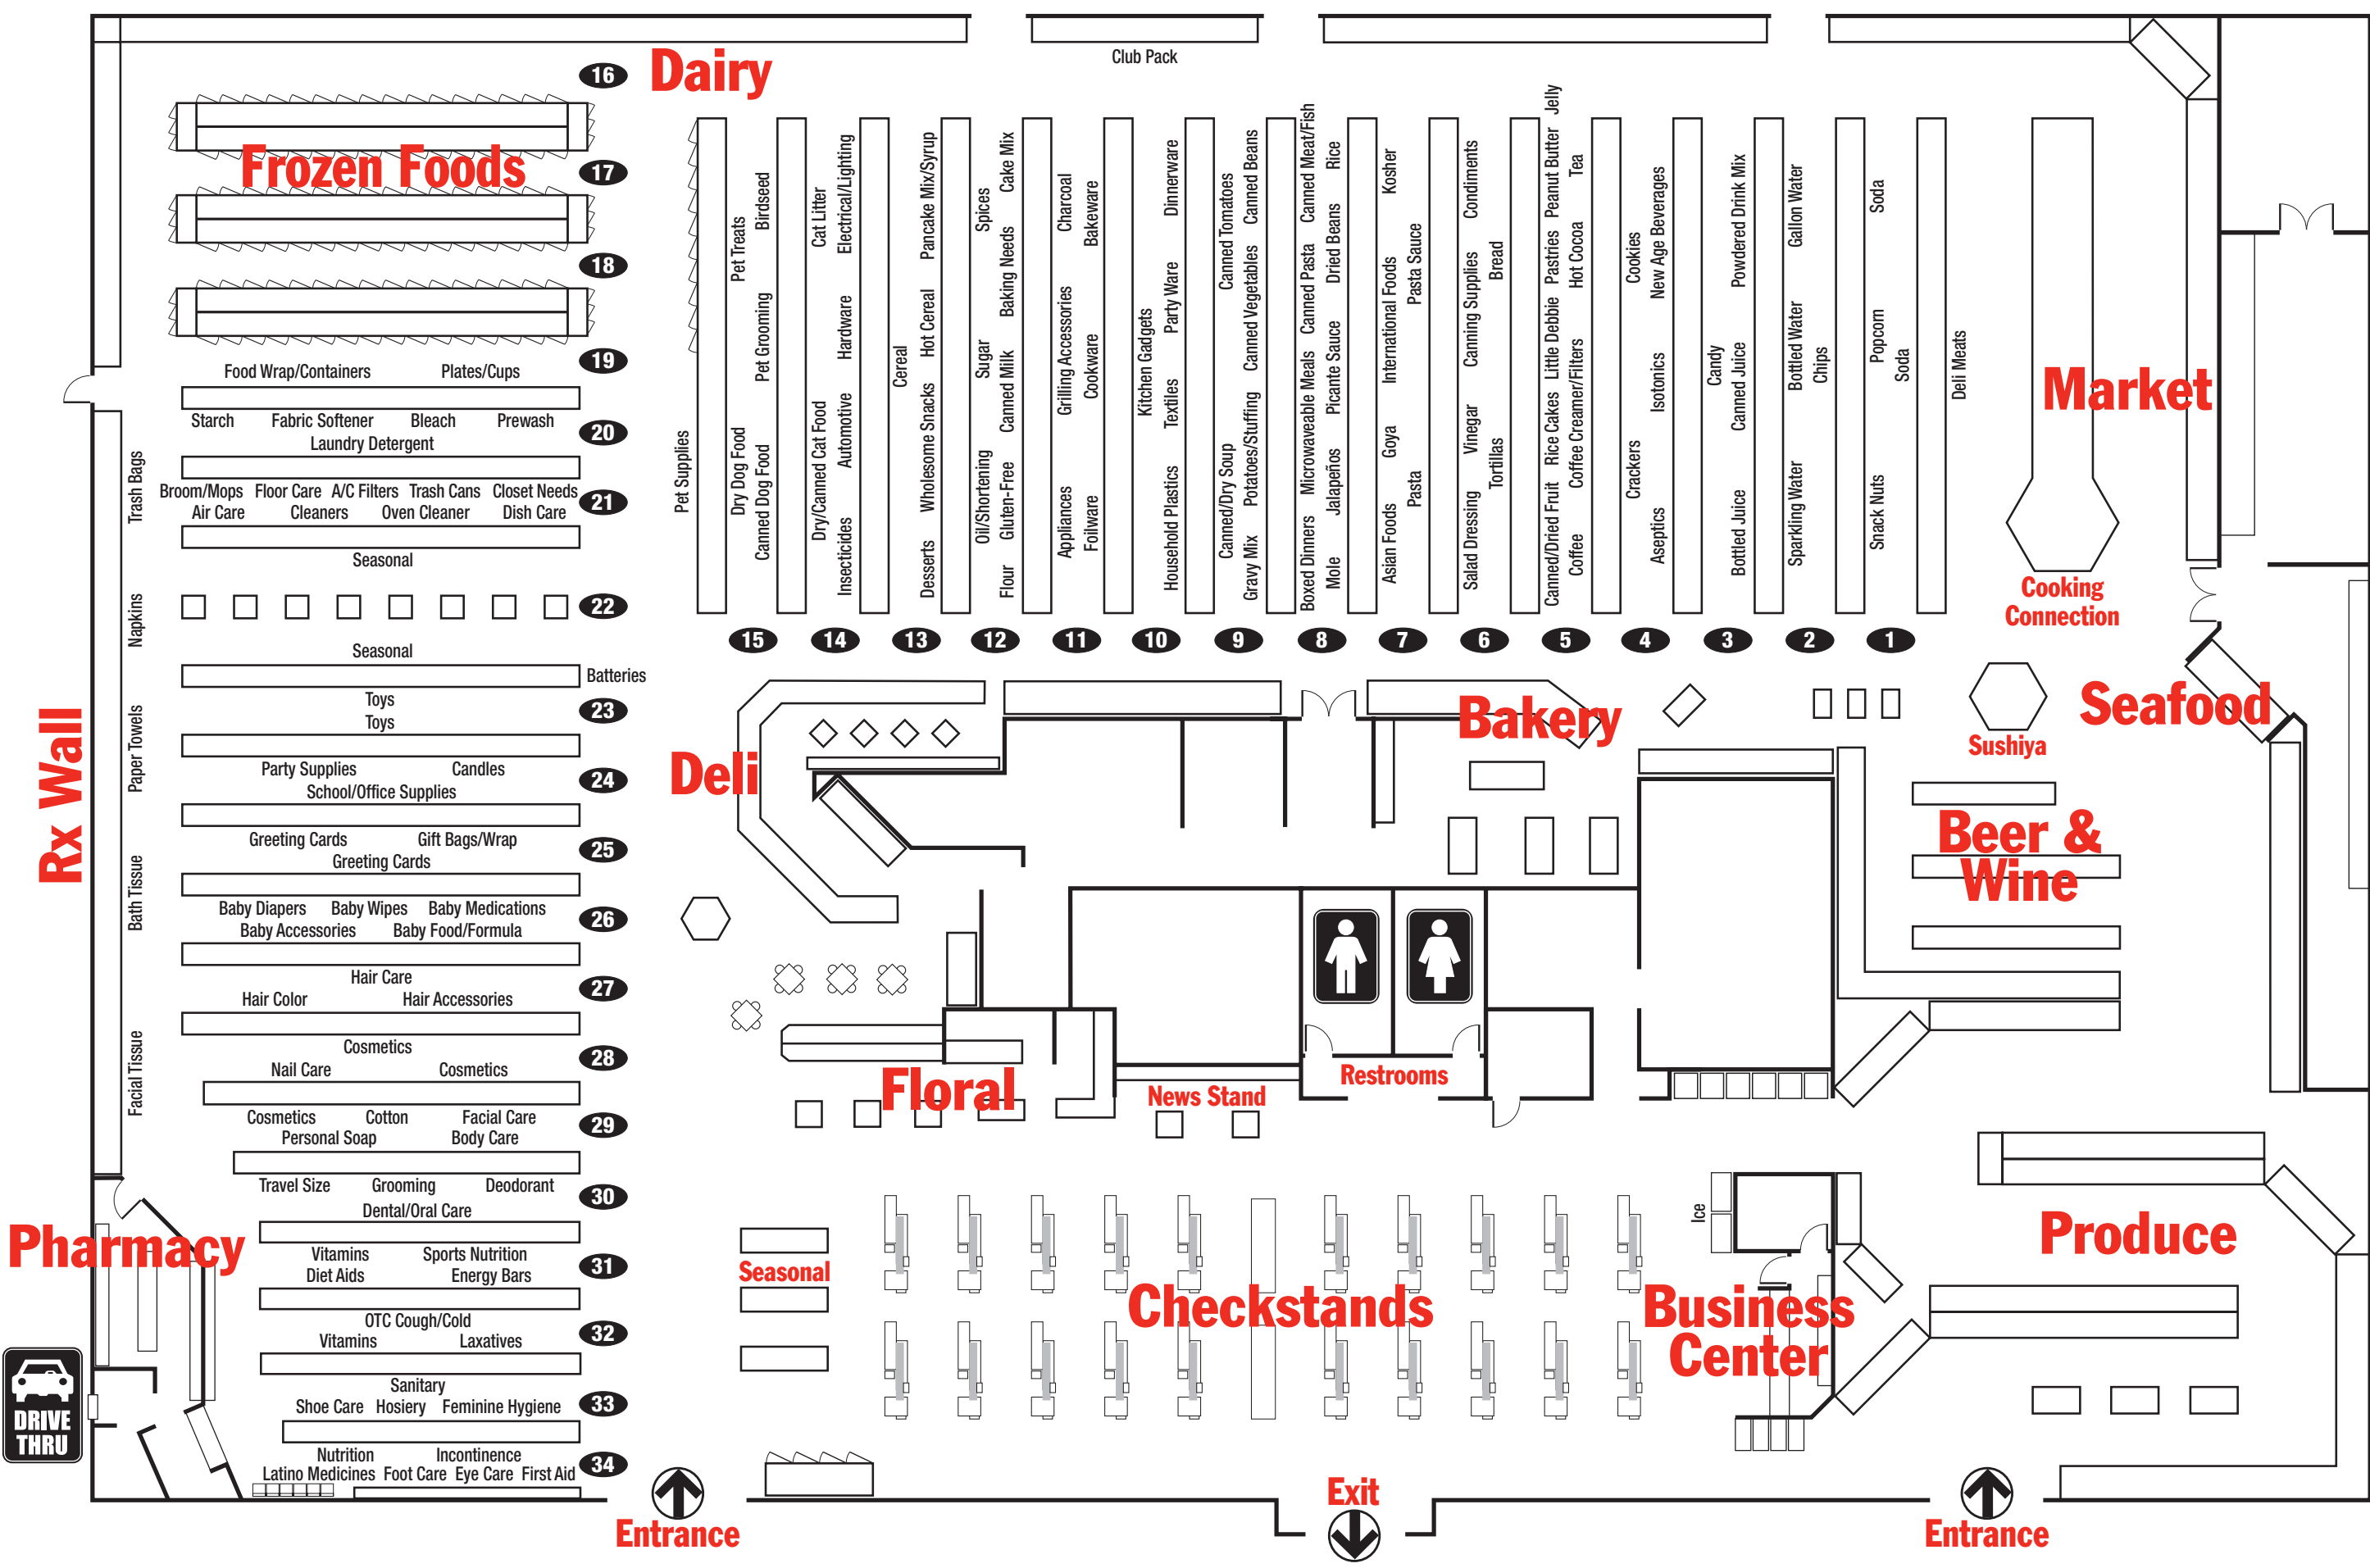 Club Pack
Dairy
16
Frozen Foods
17
18
19
Food Wrap/Containers Plates/Cups
Starch Fabric Softener Bleach Prewash
20
Laundry Detergent
Broom/Mops Floor Care A/C Filters Trash Cans Closet Needs
21
Air Care Cleaners Oven Cleaner Dish Care
Seasonal
22
Seasonal
Batteries
Toys
23
Toys
Party Supplies Candles
24
School/Office Supplies
Greeting Cards Gift Bags/Wrap
25
Greeting Cards
Baby Diapers Baby Wipes Baby Medications
26
Baby Accessories Baby Food/Formula
Hair Care
27
Hair Color Hair Accessories
Cosmetics
28
Nail Care Cosmetics
Cosmetics Cotton Facial Care
29
Personal Soap Body Care
Travel Size Grooming Deodorant
30
Dental/Oral Care
Vitamins Sports Nutrition
31
Diet Aids Energy Bars
OTC Cough/Cold
32
Vitamins Laxatives
Sanitary
33
Shoe Care Hosiery Feminine Hygiene
Nutrition Incontinence
34
Latino Medicines Foot Care Eye Care First Aid
Rx Wall
Facial Tissue Bath Tissue Paper Towels Napkins Trash Bags
Pharmacy
DRIVE
THRU
Pet Supplies
Dry Dog Food Pet Treats
Canned Dog Food Pet Grooming Birdseed
15
Dry/Canned Cat Food Cat Litter
Insecticides Automotive Hardware Electrical/Lighting
14
Cereal
Desserts Wholesome Snacks Hot Cereal Pancake Mix/Syrup
13
Oil/Shortening Sugar Spices
Flour Gluten-Free Canned Milk Baking Needs Cake Mix
12
Appliances Grilling Accessories Charcoal
Foilware Cookware Bakeware
11
Kitchen Gadgets
Household Plastics Textiles Party Ware Dinnerware
10
Canned/Dry Soup Canned Tomatoes
Gravy Mix Potatoes/Stuffing Canned Vegetables Canned Beans
9
Boxed Dinners Microwaveable Meals Canned Pasta Canned Meat/Fish
Mole Jalapeños Picante Sauce Dried Beans Rice
8
Asian Foods Goya International Foods Kosher
Pasta Pasta Sauce
7
Salad Dressing Vinegar Canning Supplies Condiments
Tortillas Bread
6
Canned/Dried Fruit Rice Cakes Little Debbie Pastries Peanut Butter Jelly
Coffee Coffee Creamer/Filters Hot Cocoa Tea
5
Crackers Cookies
Aseptics Isotonics New Age Beverages
4
Candy
Bottled Juice Canned Juice Powdered Drink Mix
3
Sparkling Water Bottled Water Gallon Water
Chips
2
Snack Nuts Popcorn Soda
Soda
1
Deli Meats
Market
Cooking
Connection
Seafood
Sushiya
Bakery
Deli
Beer &
Wine
Floral
News Stand
Restrooms
Ice
Produce
Seasonal
Checkstands
Business
Center
Entrance
Exit
Entrance